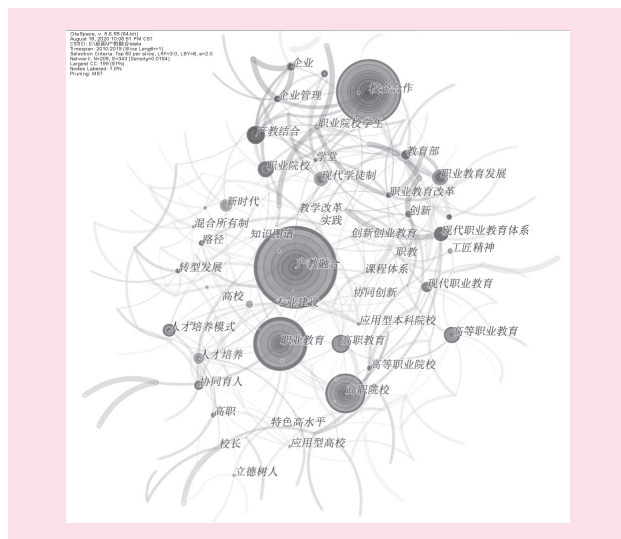 CiteSpace, v. 5.6.R5 (64-bit)
August 16, 2020 10:06:51 PM CST
CSSCI: D:\桌面\产教融合\data
Timespan: 2010-2019 (Slice Length=1)
Selection Criteria: Top 50 per slice, LRF=3.0, LBY=8, e=2.0
Network: N=205, E=343 (Density=0.0164)
Largest CC: 199 (97%)
Nodes Labeled: 1.0%
Pruning: MST
企业
校企合作
企业管理
职业院校学生
产教结合
教育部
学堂
职业院校
现代学徒制
职业教育发展
职业教育改革
新时代
教学改革
创新
实践
混合所有制
知识图谱
创新创业教育
现代职业教育体系
路径
职教
工匠精神
产教融合
课程体系
转型发展
现代职业教育
高校
协同创新
专业建设
应用型本科院校
人才培养模式
职业教育
高职教育
高等职业教育
人才培养
高等职业院校
协同育人
高职院校
高职
特色高水平
校长
应用型高校
立德树人